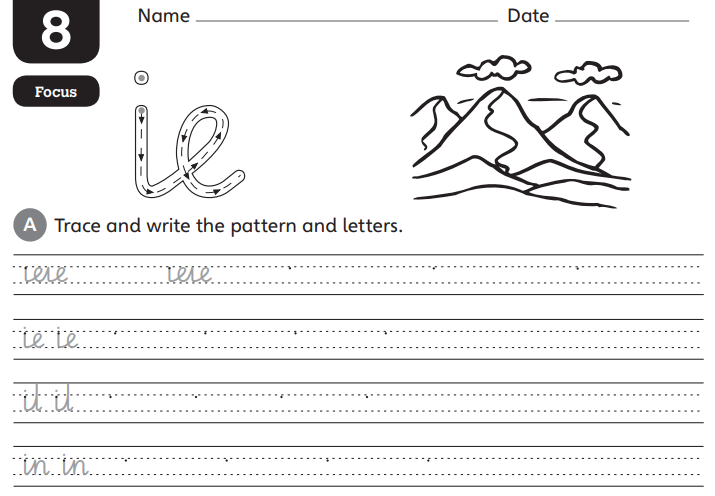 8 Name Date
Focus
ie
A Trace and write the pattern and letters.
ieie ieie
ie ie
il il
in in